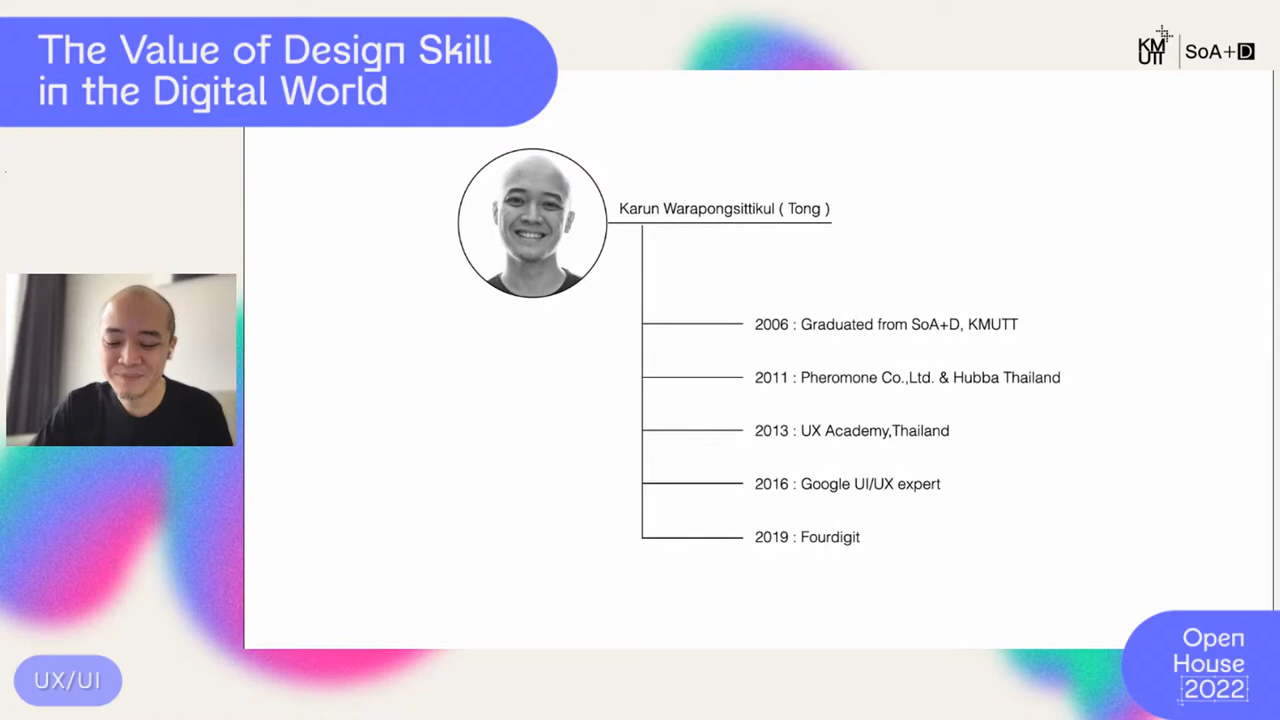 The Value of Design Skill
in the Digital World
KM
UTT
SoA+D
Karun Warapongsittikul ( Tong )
2006 : Graduated from SoA+D, KMUTT
2011 : Pheromone Co.,Ltd. & Hubba Thailand
2013 : UX Academy,Thailand
2016 : Google UI/UX expert
2019 : Fourdigit
UX/UI
Open
House
2022